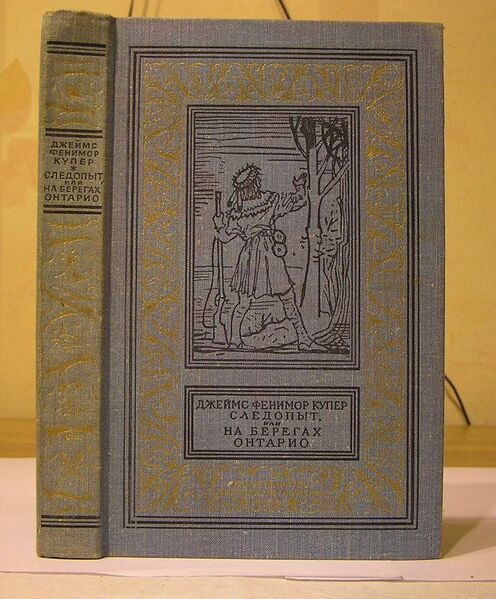 ДЖЕЙМС
ФЕНИМОР
КУПЕР
*
СЛЕДОПЫТ
ИЛИ
НА БЕРЕГАХ
ОНТАРИО
ДЖЕЙМС ФЕНИМОР КУПЕР
СЛЕДОПЫТ,
ИЛИ
НА БЕРЕГАХ
ОНТАРИО